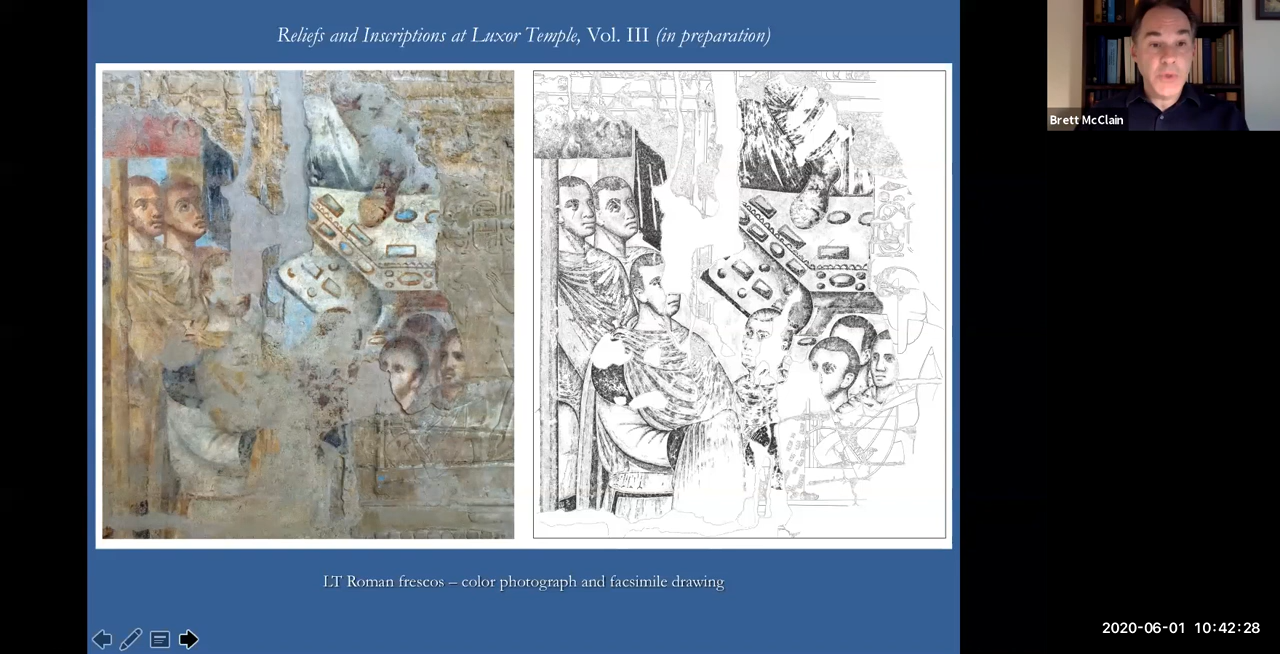 Reliefs and Inscriptions at Luxor Temple, Vol. III (in preparation)
Brett McClain
LT Roman frescos – color photograph and facsimile drawing
2020-06-01 10:42:28